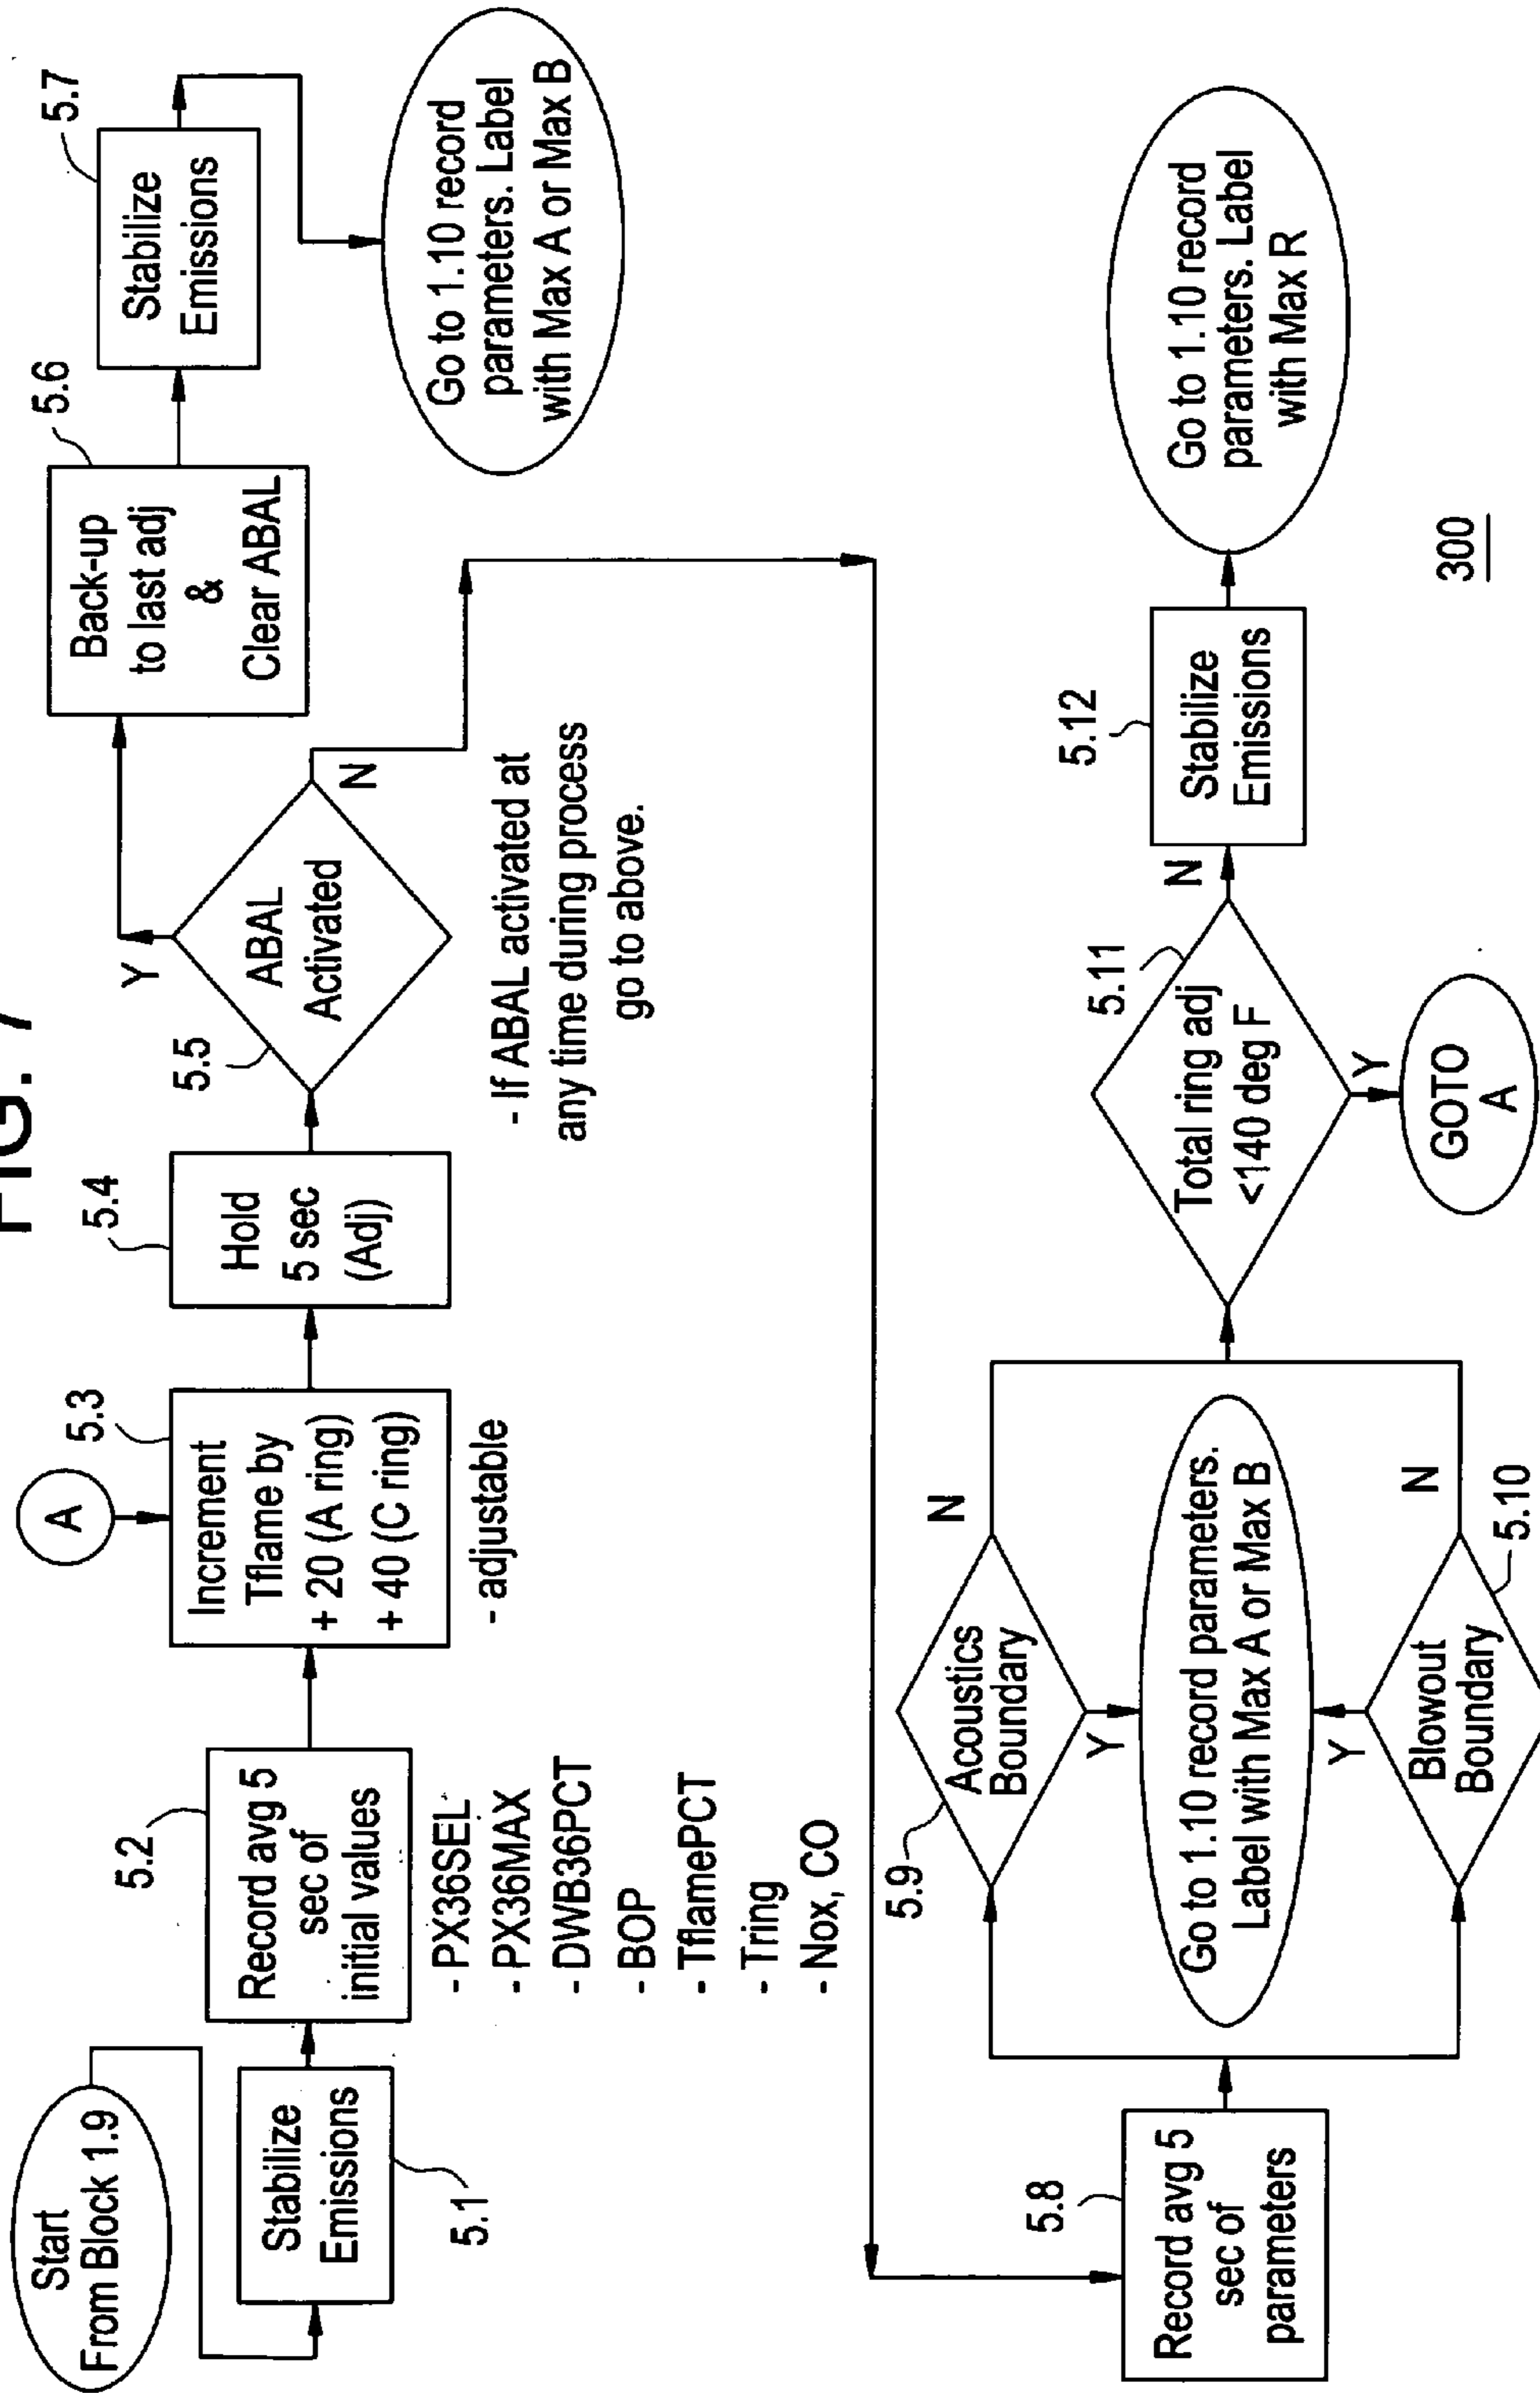 FIG. 7
Start
From Block 1.9
Stabilize
Emissions
5.1
5.2
Record avg 5
sec of
initial values
- PX36SEL
- PX36MAX
- DWB36PCT
- BOP
- TflamePCT
- Tring
- Nox, CO
A
5.3
Increment
Tflame by
+ 20 (A ring)
+ 40 (C ring)
- adjustable
5.4
Hold
5 sec
(Adj)
5.5
ABAL
Activated
Y
N
- If ABAL activated at
any time during process
go to above.
5.6
Back-up
to last adj
&
Clear ABAL
5.7
Stabilize
Emissions
Go to 1.10 record
parameters. Label
with Max A or Max B
5.8
Record avg 5
sec of
parameters
5.9
Acoustics
Boundary
N
Y
Go to 1.10 record parameters.
Label with Max A or Max B
Y
N
Blowout
Boundary
5.10
5.11
Total ring adj
<140 deg F
N
Y
GOTO
A
5.12
Stabilize
Emissions
Go to 1.10 record
parameters. Label
with Max R
300